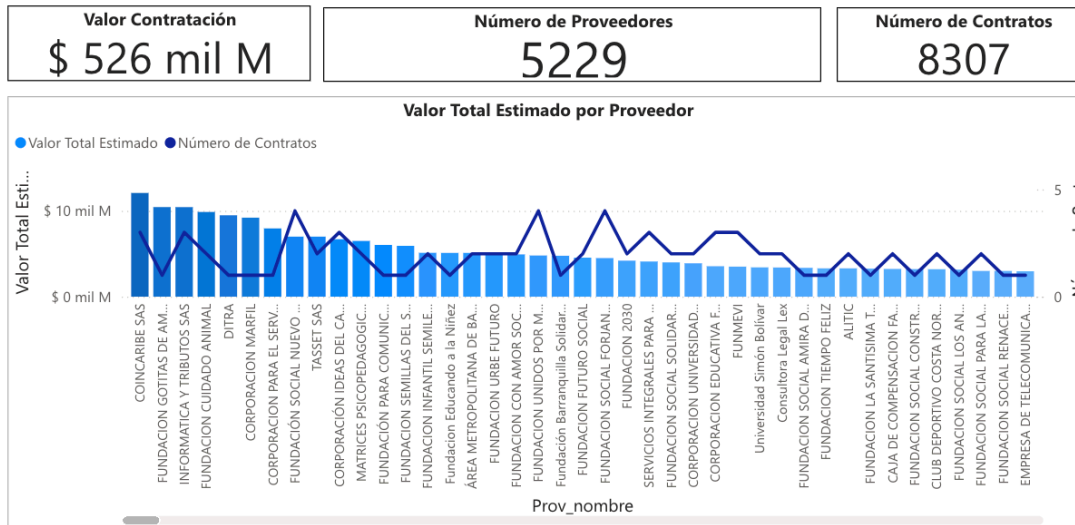 Valor Contratación
$ 526 mil M
Número de Proveedores
5229
Número de Contratos
8307
Valor Total Estimado por Proveedor
Valor Total Estimado
Número de Contratos
Valor Total Esti...
$ 10 mil M
$ 0 mil M
5
0
COINCARIBE SAS
FUNDACION GOTITAS DE AM...
INFORMATICA Y TRIBUTOS SAS
FUNDACION CUIDADO ANIMAL
DITRA
CORPORACION MARFIL
CORPORACION PARA EL SERV...
FUNDACIÓN SOCIAL NUEVO ...
TASSET SAS
CORPORACIÓN IDEAS DEL CA...
MATRICES PSICOPEDAGOGIC...
FUNDACIÓN PARA COMUNIC...
FUNDACION SEMILLAS DEL S...
FUNDACION INFANTIL SEMILE...
Fundacion Educando a la Niñez
ÁREA METROPOLITANA DE BA...
FUNDACION URBE FUTURO
FUNDACION CON AMOR SOC...
FUNDACION UNIDOS POR M...
Fundación Barranquilla Solidar...
FUNDACION FUTURO SOCIAL
FUNDACION SOCIAL FORJAN...
FUNDACION 2030
SERVICIOS INTEGRALES PARA ...
FUNDACION SOCIAL SOLIDAR...
CORPORACION UNIVERSIDAD...
CORPORACION EDUCATIVA F...
FUNMEVI
Universidad Simón Bolívar
Consultora Legal Lex
FUNDACION SOCIAL AMIRA D...
FUNDACION TIEMPO FELIZ
ALITIC
FUNDACION LA SANTISIMA T...
CAJA DE COMPENSACION FA...
FUNDACION SOCIAL CONSTR...
CLUB DEPORTIVO COSTA NOR...
FUNDACION SOCIAL LOS AN...
FUNDACION SOCIAL PARA LA...
FUNDACION SOCIAL RENACE...
EMPRESA DE TELECOMUNICA...
Prov_nombre